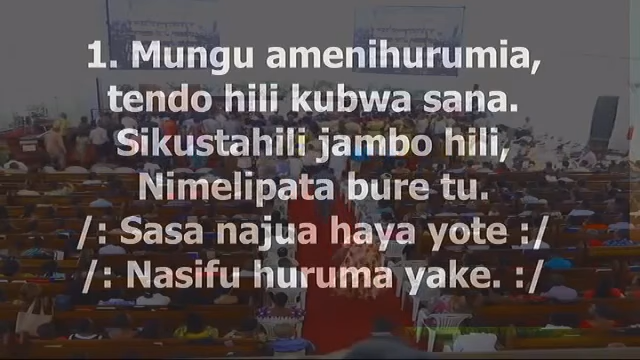 1. Mungu amenihurumia,
tendo hili kubwa sana.
Sikustahili jambo hili,
Nimelipata bure tu.
/: Sasa najua haya yote :/
/: Nasifu huruma yake. :/